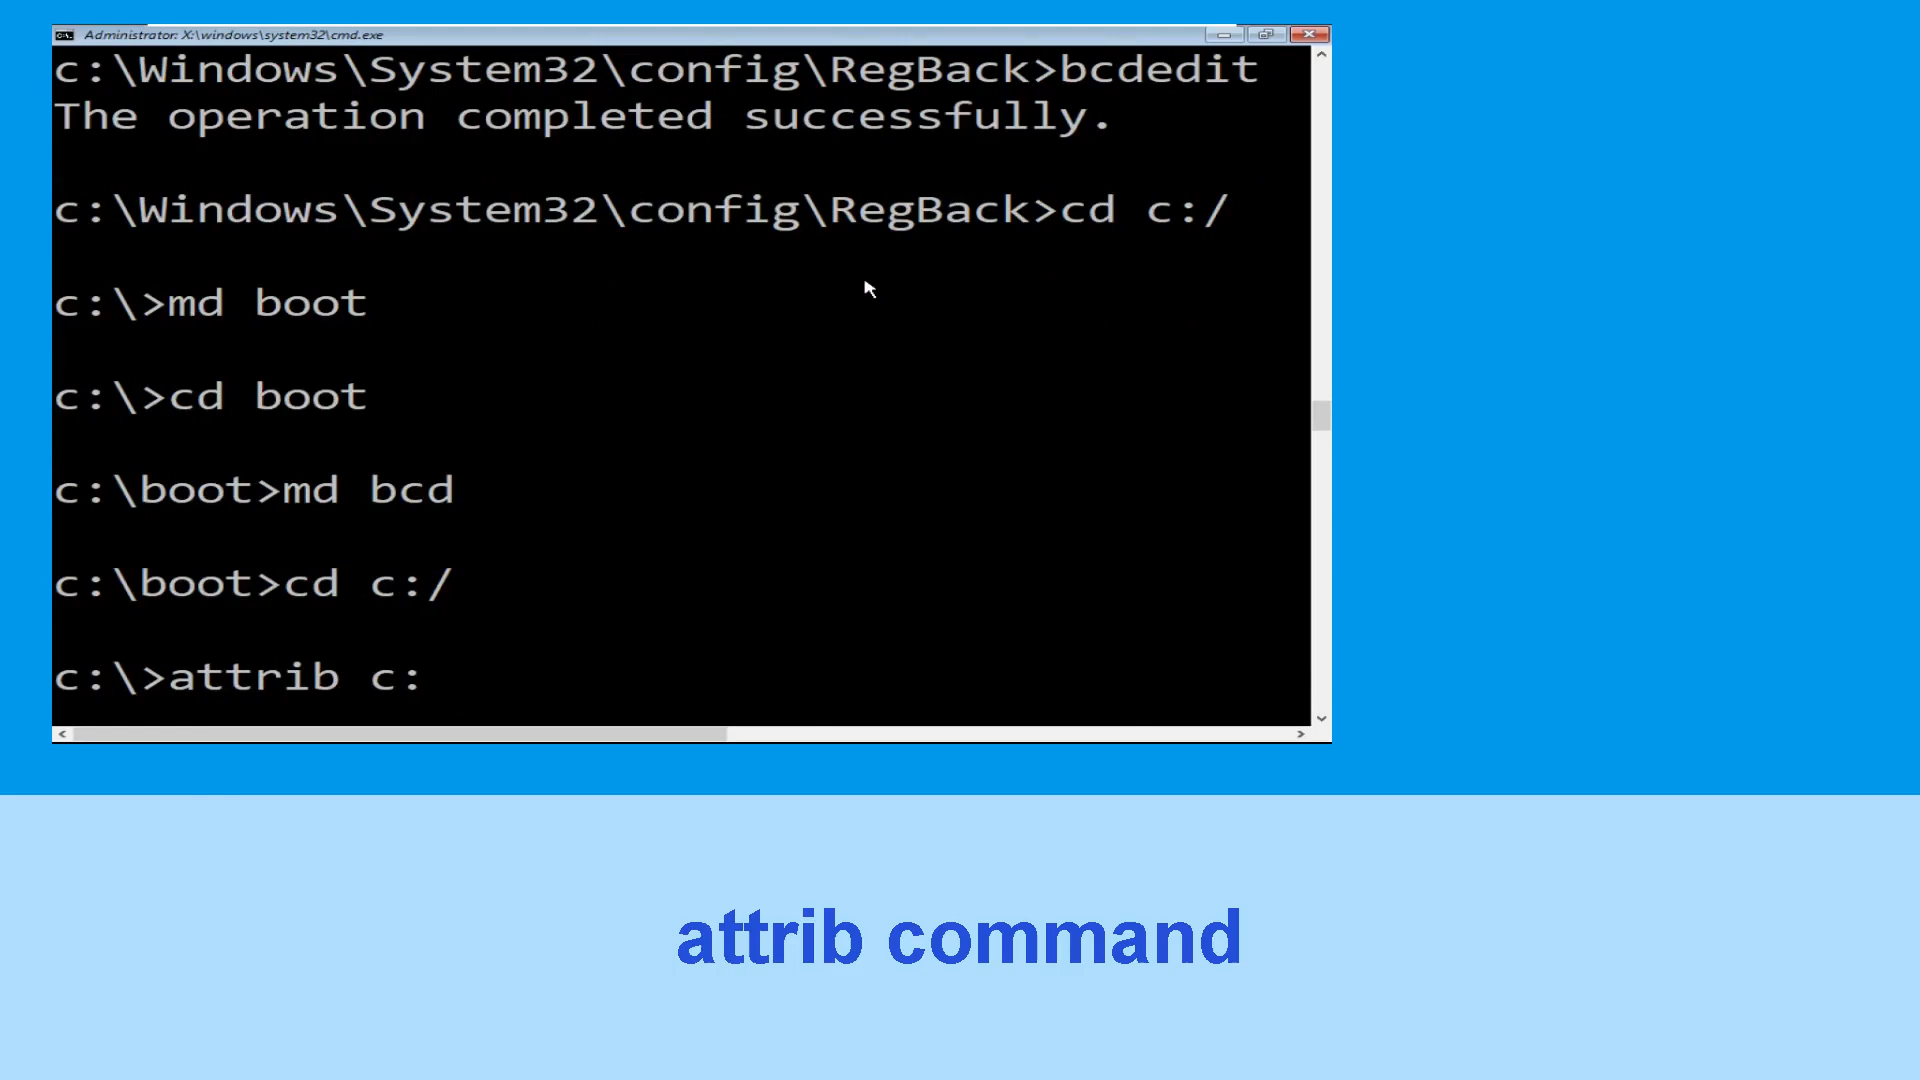 Administrator: X:\windows\system32\cmd.exe
c:\Windows\System32\config\RegBack>bcdedit
The operation completed successfully.
c:\Windows\System32\config\RegBack>cd c:/
c:\>md boot
c:\>cd boot
c:\boot>md bcd
c:\boot>cd c:/
c:\>attrib c:
attrib command